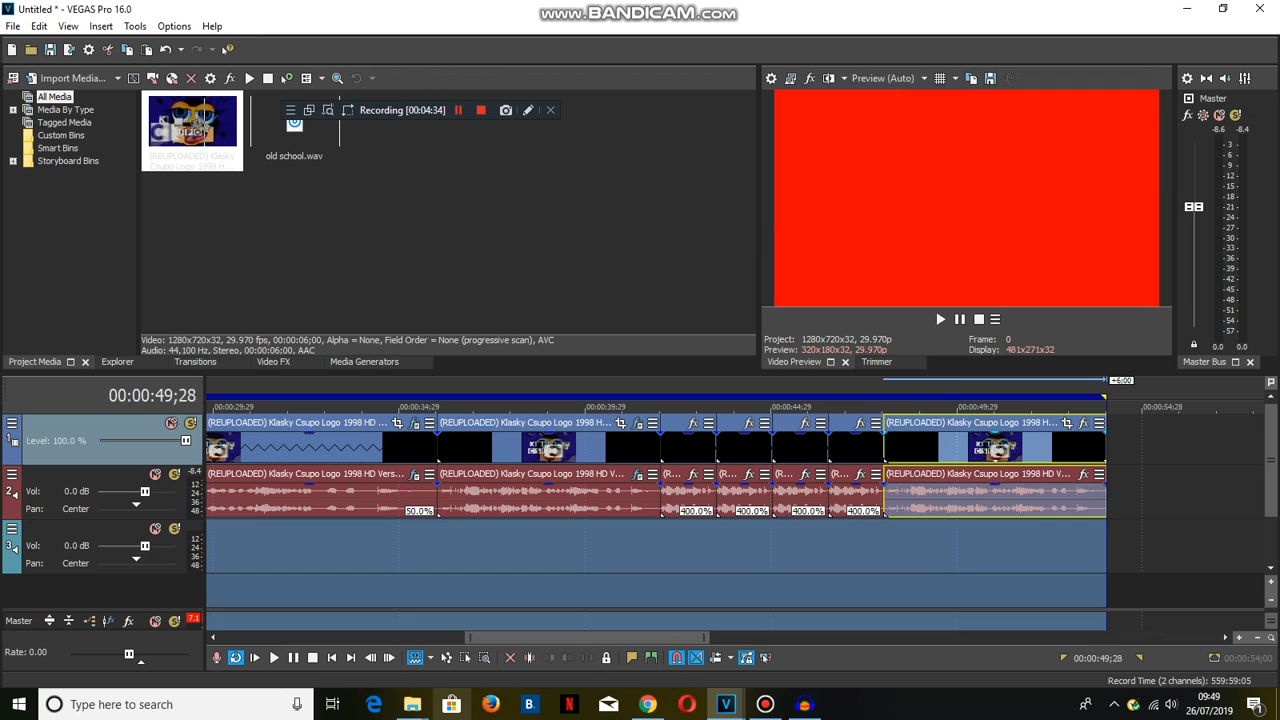 Untitled * - VEGAS Pro 16.0
www.BANDICAM.com
File Edit View Insert Tools Options Help
Import Media...
Preview (Auto)
All Media
Media By Type
Tagged Media
Custom Bins
Smart Bins
Storyboard Bins
Recording [00:04:34]
(REUPLOADED) Klasky
Csupo Logo 1998 H...
old school.wav
Master
-8.6 -8.4
3
6
9
12
15
18
21
24
27
30
33
36
39
42
45
48
51
54
57
0.0 0.0
Video: 1280x720x32, 29.970 fps, 00:00:06;00, Alpha = None, Field Order = None (progressive scan), AVC
Audio: 44,100 Hz, Stereo, 00:00:06;00, AAC
Project: 1280x720x32, 29.970p
Frame: 0
Preview: 320x180x32, 29.970p
Display: 481x271x32
Project Media Explorer Transitions Video FX Media Generators
Video Preview Trimmer
Master Bus
00:00:49;28
+6;00
00:00:29;29 00:00:34;29 00:00:39;29 00:00:44;29 00:00:49;29 00:00:54;28
1
Level: 100.0 %
(REUPLOADED) Klasky Csupo Logo 1998 HD ...
(REUPLOADED) Klasky Csupo Logo 1998 H...
(REUPLOADED) Klasky Csupo Logo 1998 H...
2
-8.4
Vol: 0.0 dB
Pan: Center
12
24
36
48
(REUPLOADED) Klasky Csupo Logo 1998 HD Vers...
(REUPLOADED) Klasky Csupo Logo 1998 HD V...
(R... (R... (R... (R...
(REUPLOADED) Klasky Csupo Logo 1998 HD V...
50.0% 400.0% 400.0% 400.0% 400.0%
3
Vol: 0.0 dB
Pan: Center
12
24
36
48
Master
7.1
Rate: 0.00
00:00:49;28
00:00:54;00
Record Time (2 channels): 559:59:05
Type here to search
09:49
26/07/2019